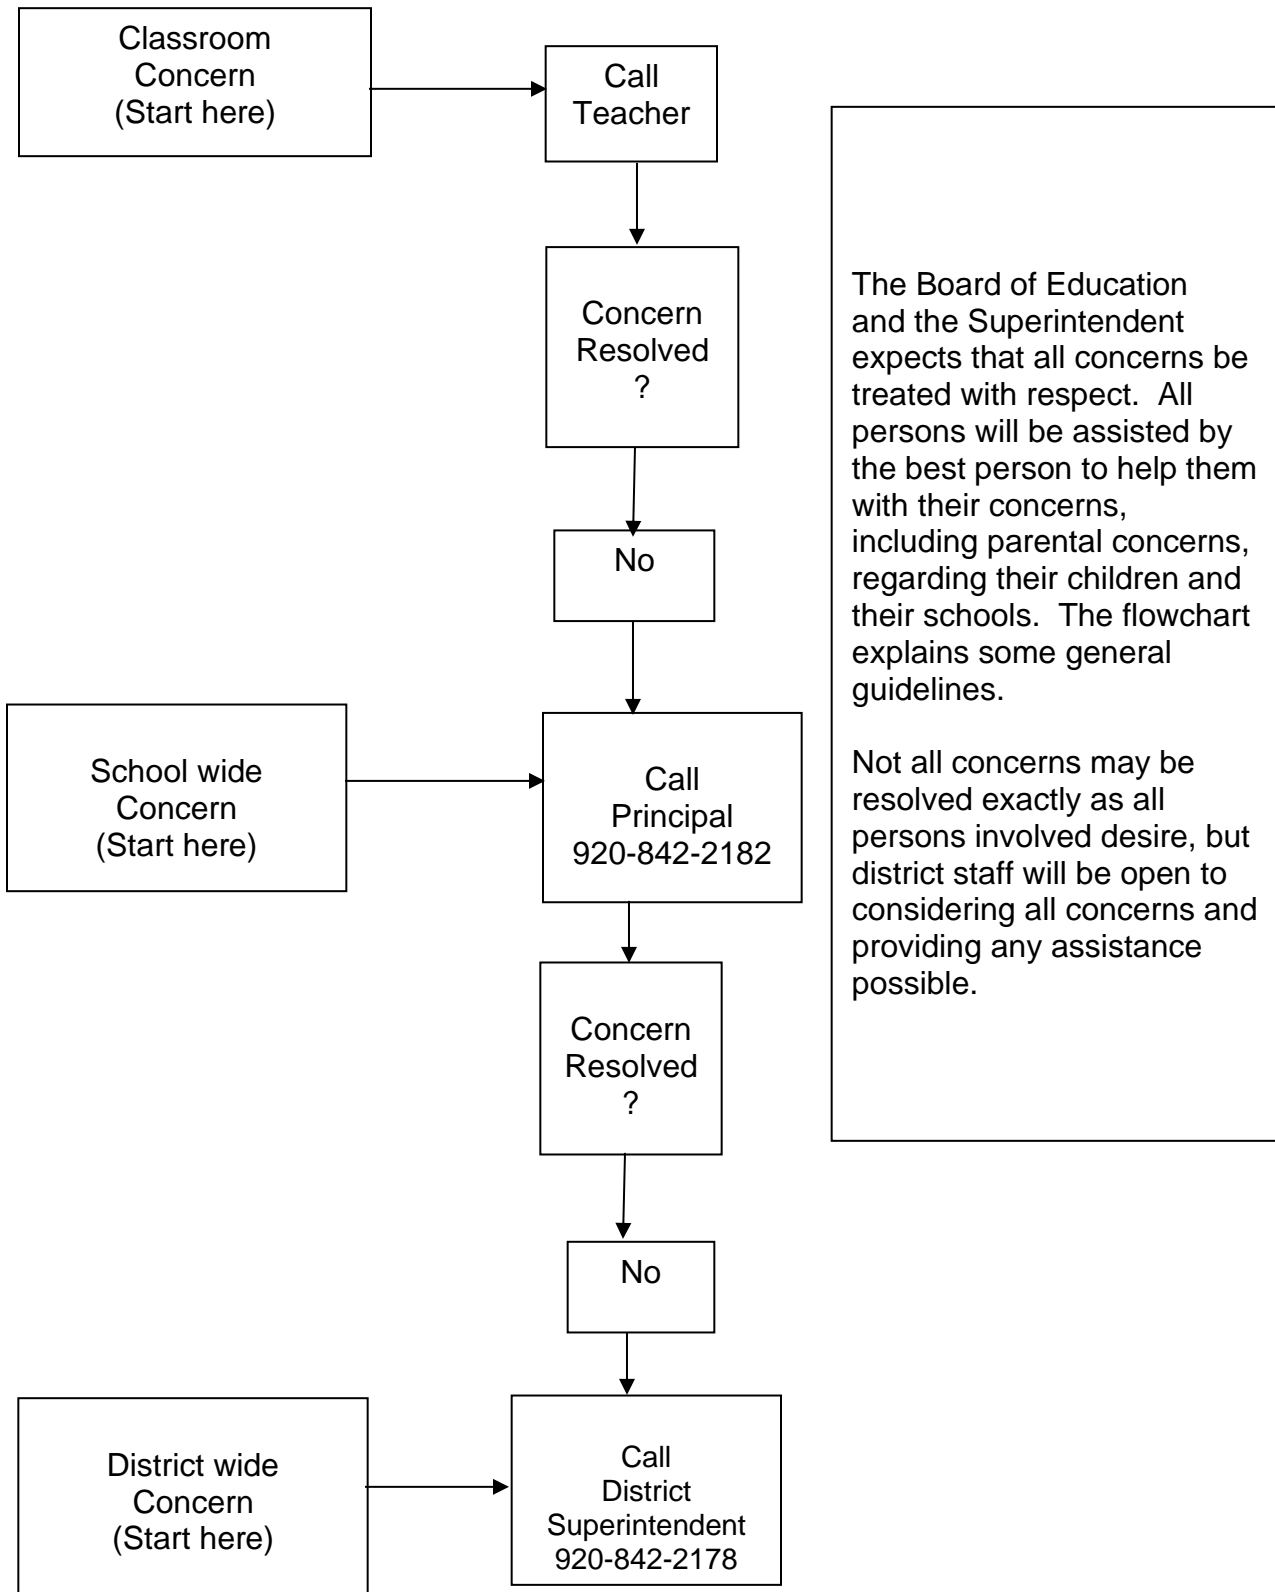 Classroom
Concern
(Start here)
Call
Teacher
Concern
Resolved
?
No
School wide
Concern
(Start here)
Call
Principal
920-842-2182
Concern
Resolved
?
No
District wide
Concern
(Start here)
Call
District
Superintendent
920-842-2178
The Board of Education
and the Superintendent
expects that all concerns be
treated with respect.  All
persons will be assisted by
the best person to help them
with their concerns,
including parental concerns,
regarding their children and
their schools.  The flowchart
explains some general
guidelines.
Not all concerns may be
resolved exactly as all
persons involved desire, but
district staff will be open to
considering all concerns and
providing any assistance
possible.